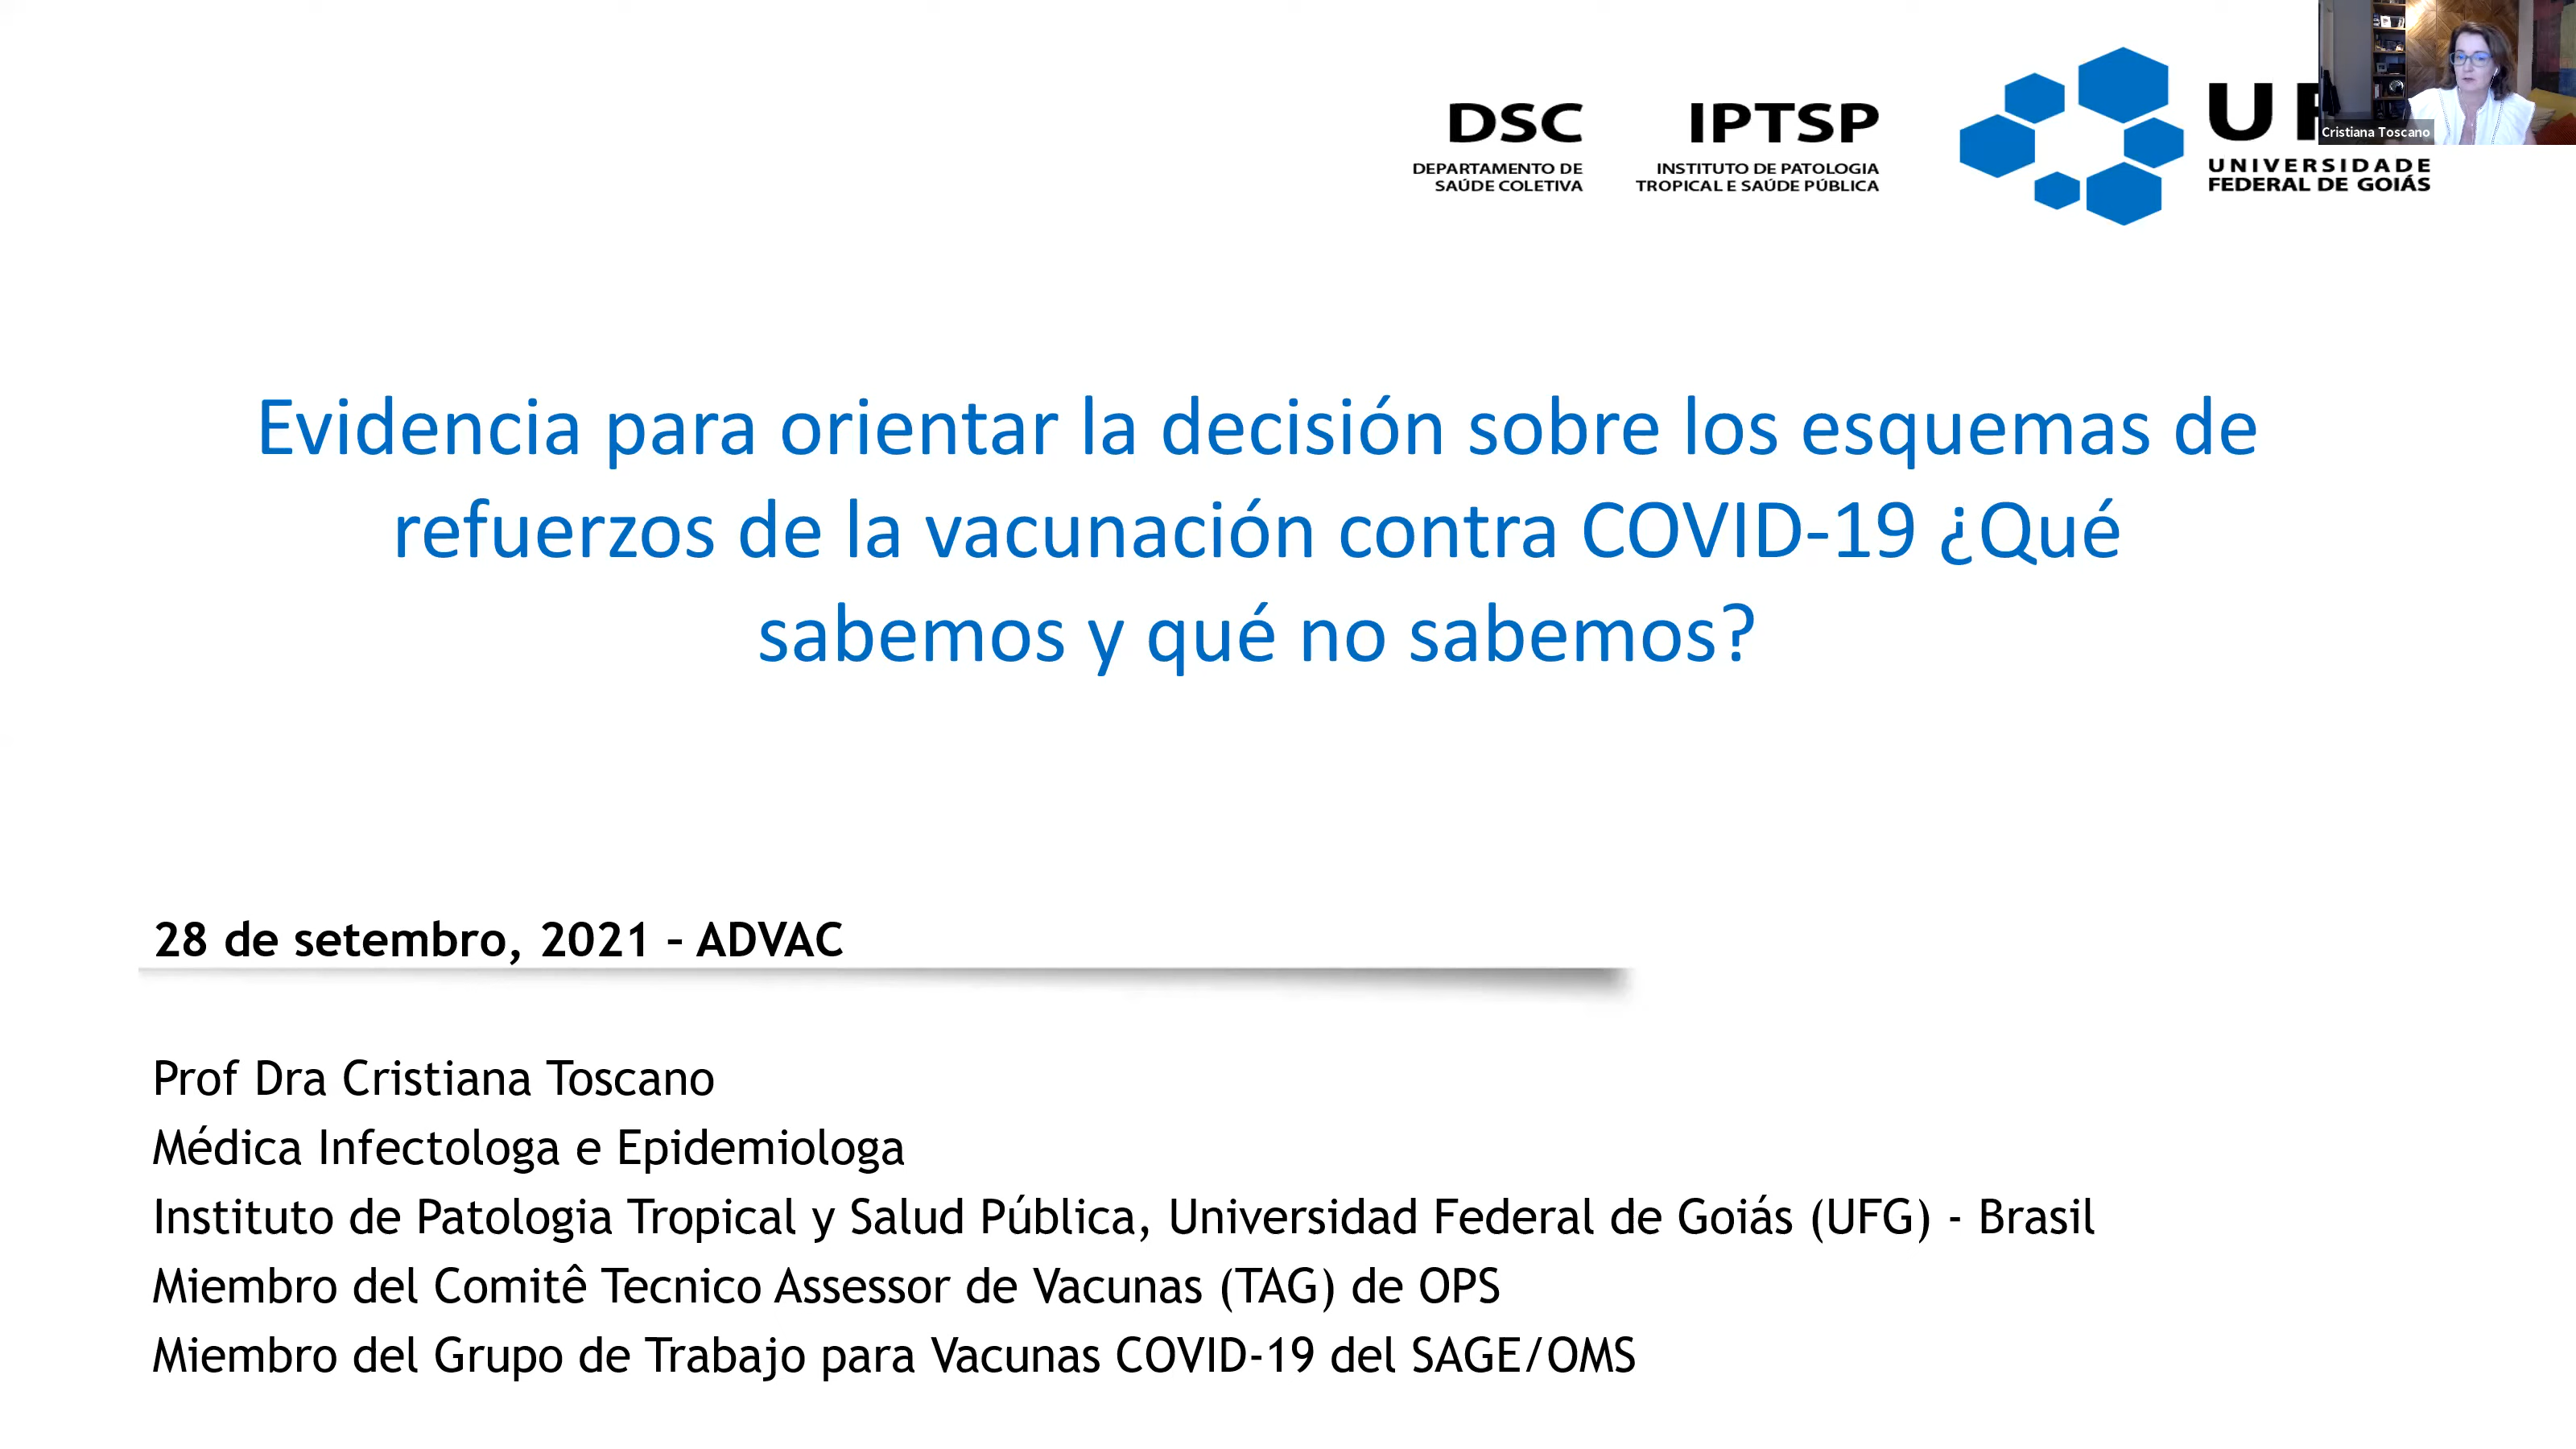 DSC
DEPARTAMENTO DE
SAÚDE COLETIVA
IPTSP
INSTITUTO DE PATOLOGIA
TROPICAL E SAÚDE PÚBLICA
UNIVERSIDADE
FEDERAL DE GOIÁS
Cristiana Toscano
Evidencia para orientar la decisión sobre los esquemas de
refuerzos de la vacunación contra COVID-19 ¿Qué
sabemos y qué no sabemos?
28 de setembro, 2021 – ADVAC
Prof Dra Cristiana Toscano
Médica Infectologa e Epidemiologa
Instituto de Patologia Tropical y Salud Pública, Universidad Federal de Goiás (UFG) - Brasil
Miembro del Comitê Tecnico Assessor de Vacunas (TAG) de OPS
Miembro del Grupo de Trabajo para Vacunas COVID-19 del SAGE/OMS